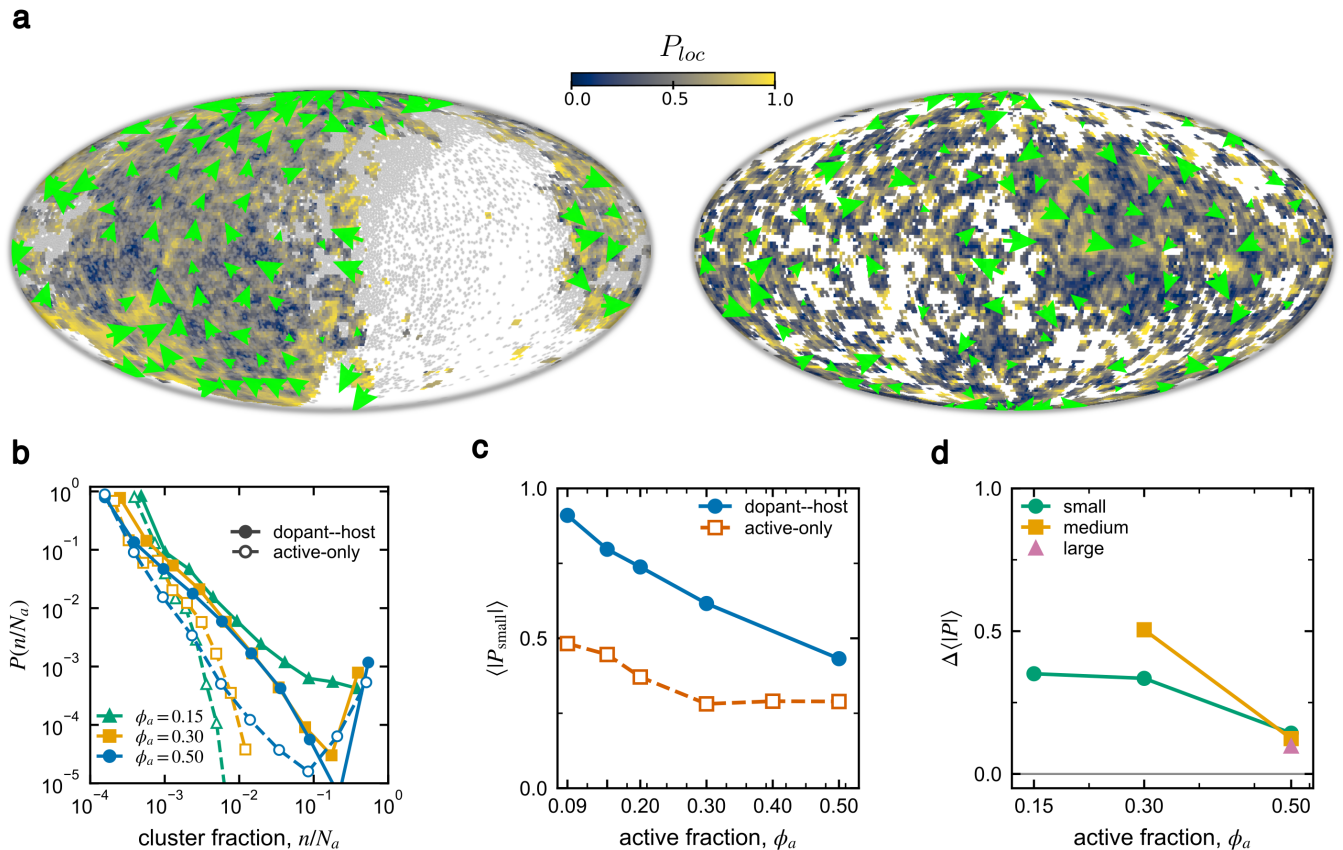 a
P_loc
0.0 0.5 1.0
b
10^0
10^-1
10^-2
10^-3
10^-4
10^-5
P(n/N_a)
dopant--host
active-only
ϕ_a = 0.15
ϕ_a = 0.30
ϕ_a = 0.50
10^-4 10^-3 10^-2 10^-1 10^0
cluster fraction, n/N_a
c
1.0
0.5
0.0
⟨|P_small|⟩
dopant--host
active-only
0.09 0.20 0.30 0.40 0.50
active fraction, ϕ_a
d
1.0
0.5
0.0
Δ⟨|P|⟩
small
medium
large
0.15 0.30 0.50
active fraction, ϕ_a